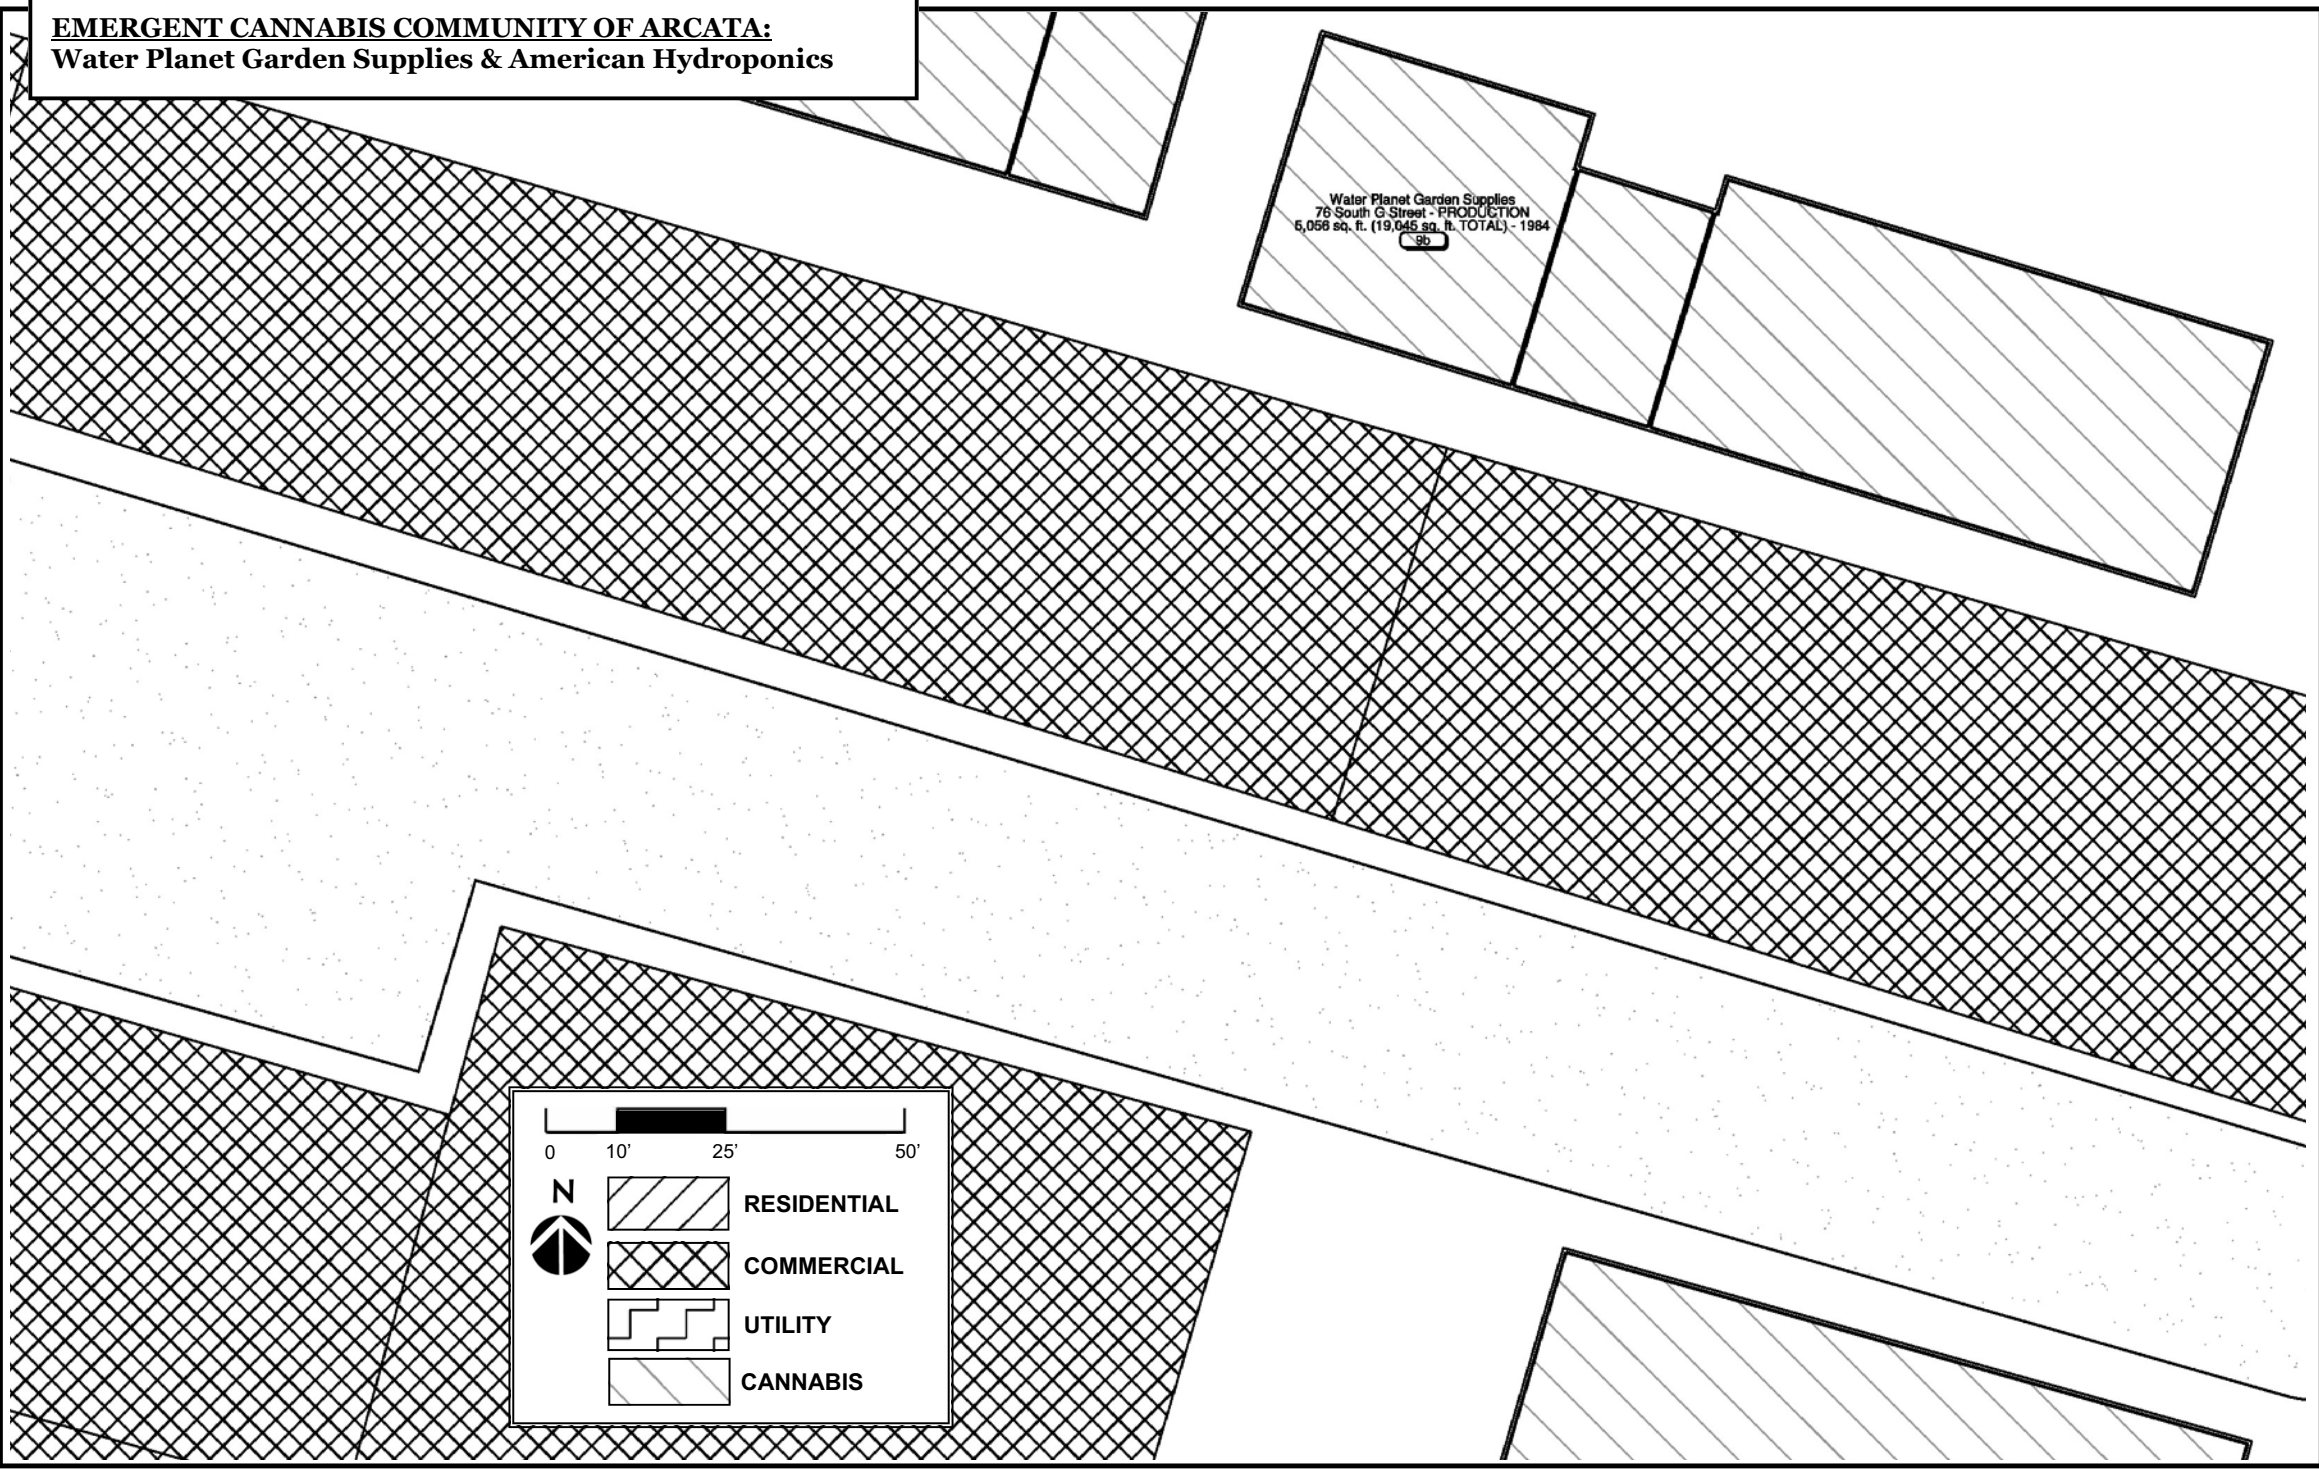 EMERGENT CANNABIS COMMUNITY OF ARCATA:
Water Planet Garden Supplies & American Hydroponics
Water Planet Garden Supplies
76 South G Street - PRODUCTION
5,056 sq. ft. (19,045 sq. ft. TOTAL) - 1984
9b
0 10' 25' 50'
N
RESIDENTIAL
COMMERCIAL
UTILITY
CANNABIS